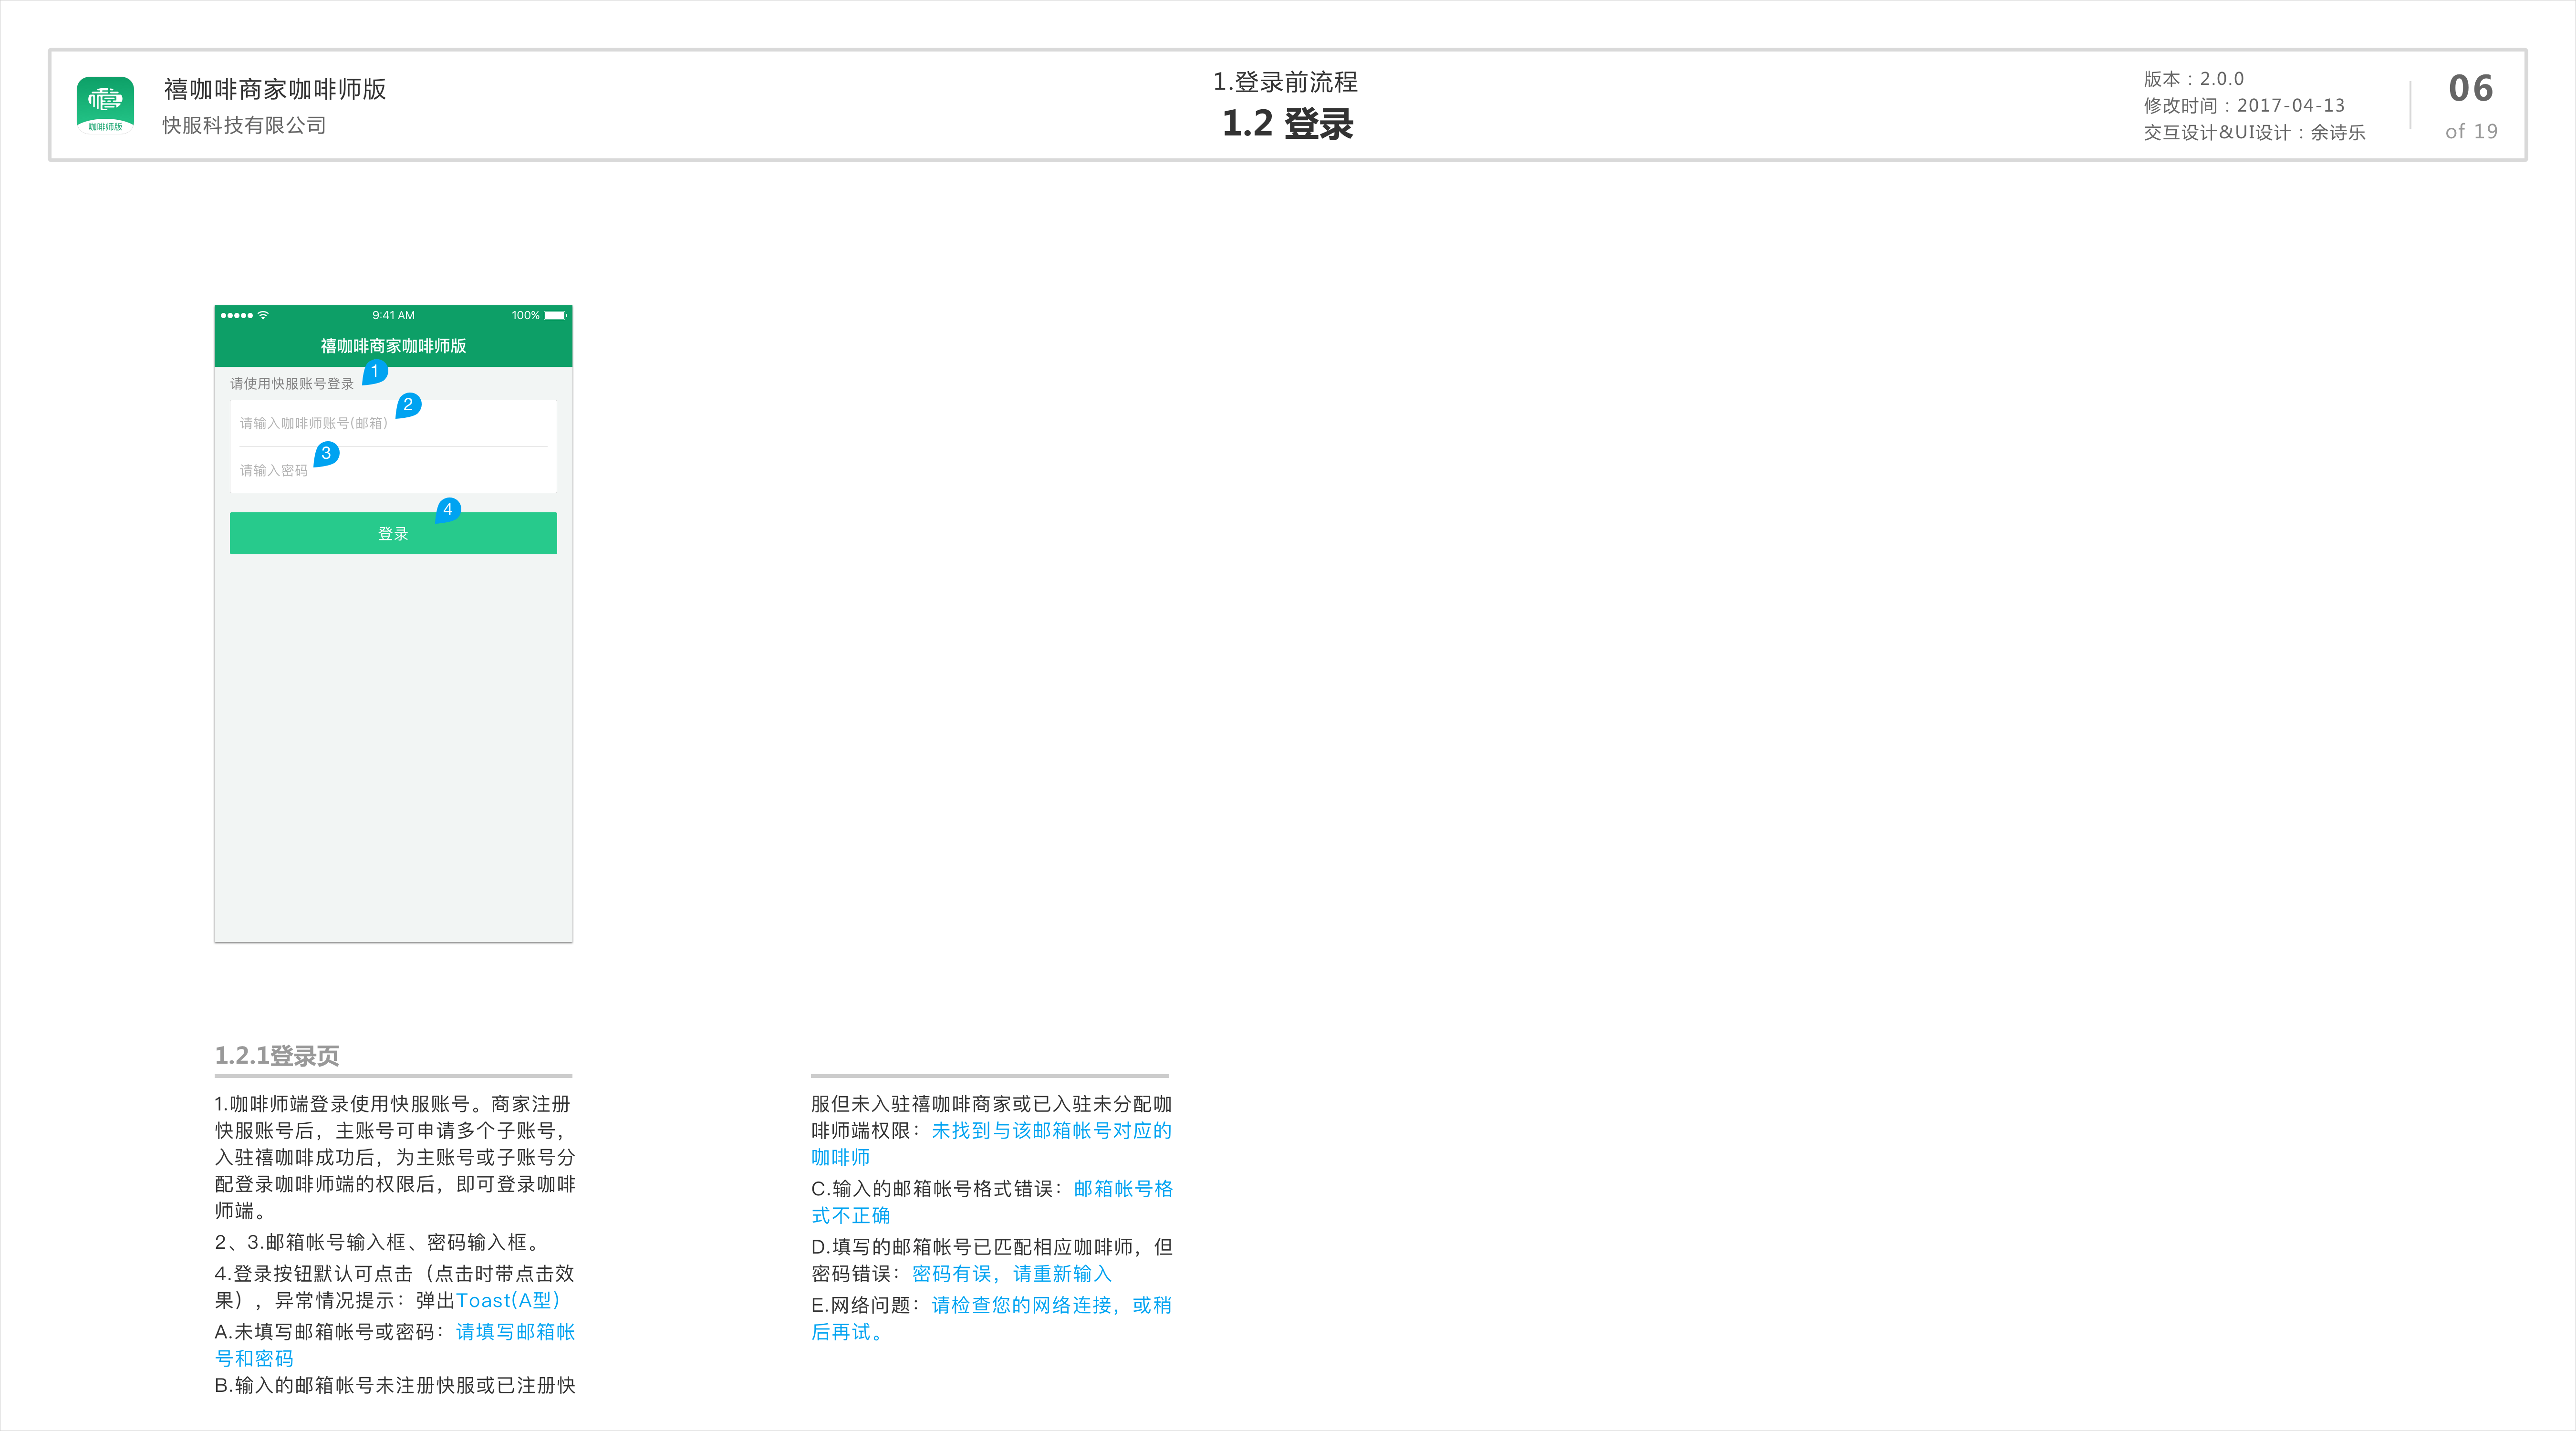 咖啡师版
禧咖啡商家咖啡师版
快服科技有限公司
1.登录前流程
1.2 登录
版本：2.0.0
修改时间：2017-04-13
交互设计&UI设计：余诗乐
06
of 19
9:41 AM
100%
禧咖啡商家咖啡师版
请使用快服账号登录
1
请输入咖啡师账号(邮箱)
2
请输入密码
3
登录
4
1.2.1登录页
1.咖啡师端登录使用快服账号。商家注册
快服账号后，主账号可申请多个子账号，
入驻禧咖啡成功后，为主账号或子账号分
配登录咖啡师端的权限后，即可登录咖啡
师端。
2、3.邮箱帐号输入框、密码输入框。
4.登录按钮默认可点击（点击时带点击效
果），异常情况提示：弹出Toast(A型）
A.未填写邮箱帐号或密码：请填写邮箱帐
号和密码
B.输入的邮箱帐号未注册快服或已注册快
服但未入驻禧咖啡商家或已入驻未分配咖
啡师端权限：未找到与该邮箱帐号对应的
咖啡师
C.输入的邮箱帐号格式错误：邮箱帐号格
式不正确
D.填写的邮箱帐号已匹配相应咖啡师，但
密码错误：密码有误，请重新输入
E.网络问题：请检查您的网络连接，或稍
后再试。